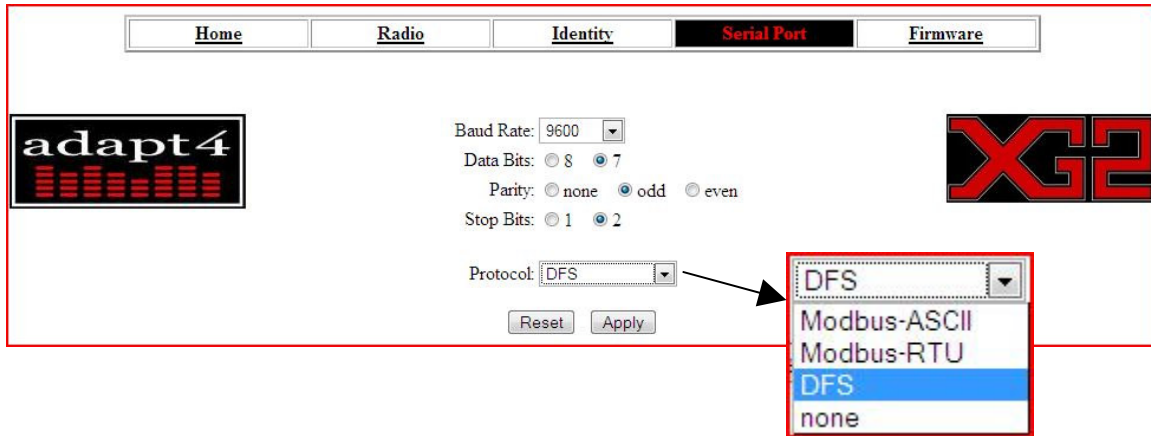 Home Radio Identity Serial Port Firmware
adapt4
XG2
Baud Rate: 9600
Data Bits: 8 7
Parity: none odd even
Stop Bits: 1 2
Protocol: DFS
Reset Apply
DFS
Modbus-ASCII
Modbus-RTU
DFS
none